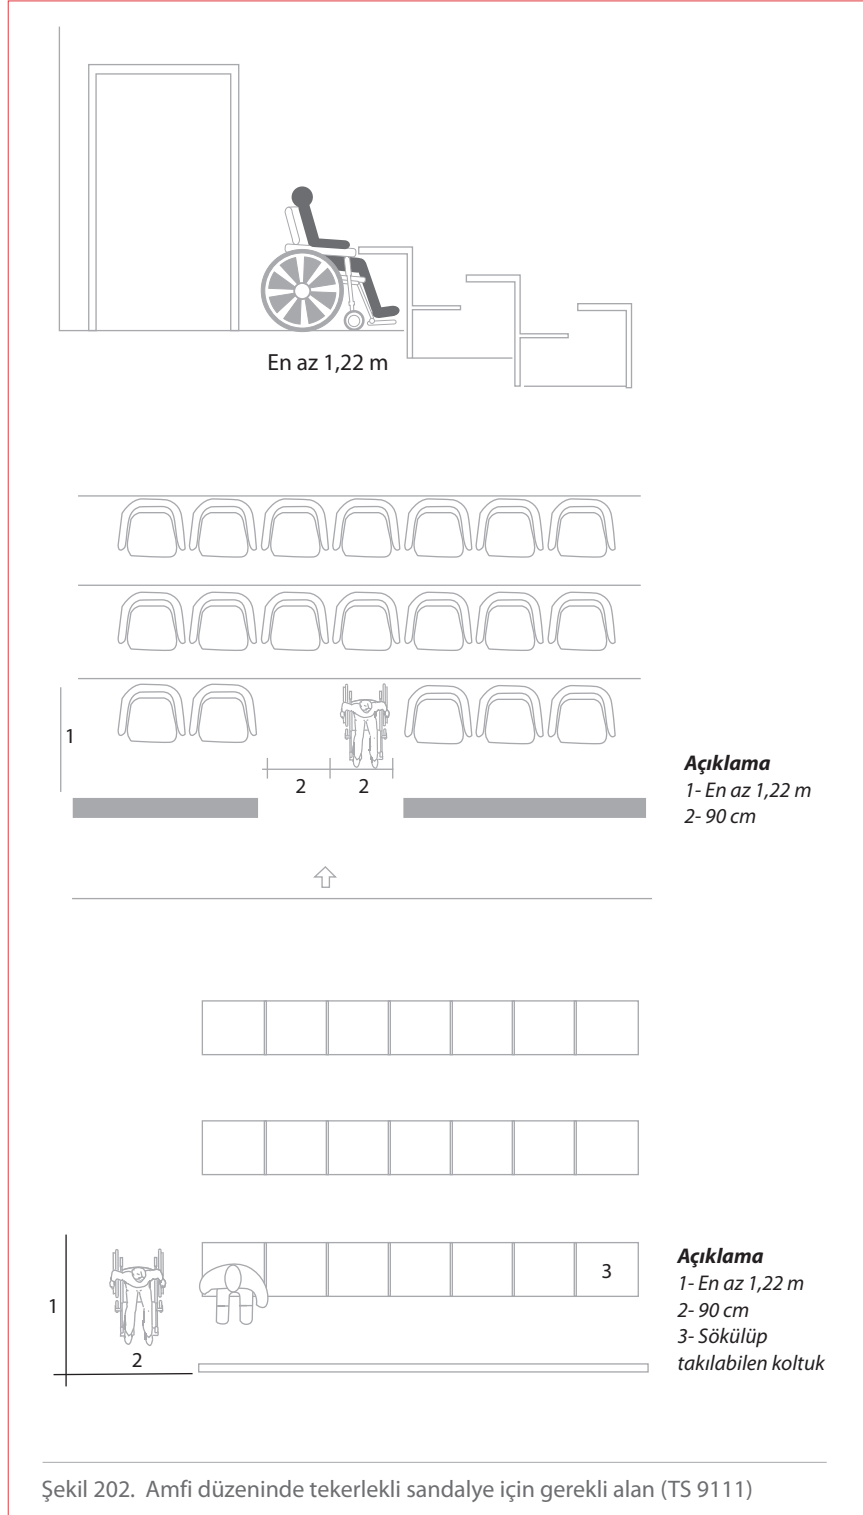 En az 1,22 m
1
2 2
Açıklama
1- En az 1,22 m
2- 90 cm
3
1
2
Açıklama
1- En az 1,22 m
2- 90 cm
3- Sökülüp
takılabilen koltuk
Şekil 202. Amfi düzeninde tekerlekli sandalye için gerekli alan (TS 9111)